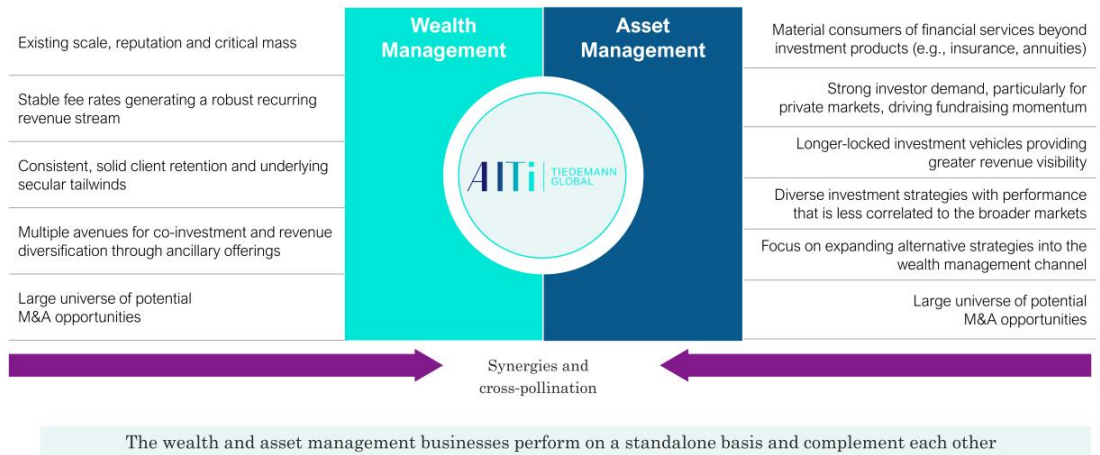 Wealth
Management
Asset
Management
Existing scale, reputation and critical mass
Stable fee rates generating a robust recurring
revenue stream
Consistent, solid client retention and underlying
secular tailwinds
Multiple avenues for co-investment and revenue
diversification through ancillary offerings
Large universe of potential
M&A opportunities
AlTi
TIEDEMANN
GLOBAL
Material consumers of financial services beyond
investment products (e.g., insurance, annuities)
Strong investor demand, particularly for
private markets, driving fundraising momentum
Longer-locked investment vehicles providing
greater revenue visibility
Diverse investment strategies with performance
that is less correlated to the broader markets
Focus on expanding alternative strategies into the
wealth management channel
Large universe of potential
M&A opportunities
Synergies and
cross-pollination
The wealth and asset management businesses perform on a standalone basis and complement each other